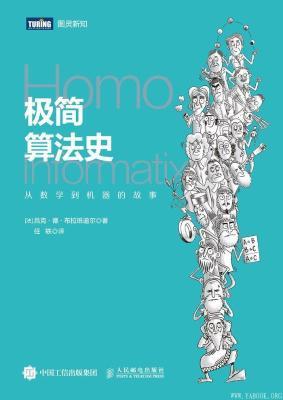 TURING
图灵新知
Homo
极简
算法史
informatix
从数学到机器的故事
[法]吕克·德·布拉班迪尔 著
任轶 译
A=B
B=C
A=C
中国工信出版集团
人民邮电出版社
POSTS & TELECOM PRESS
WWW.YABOOK.ORG